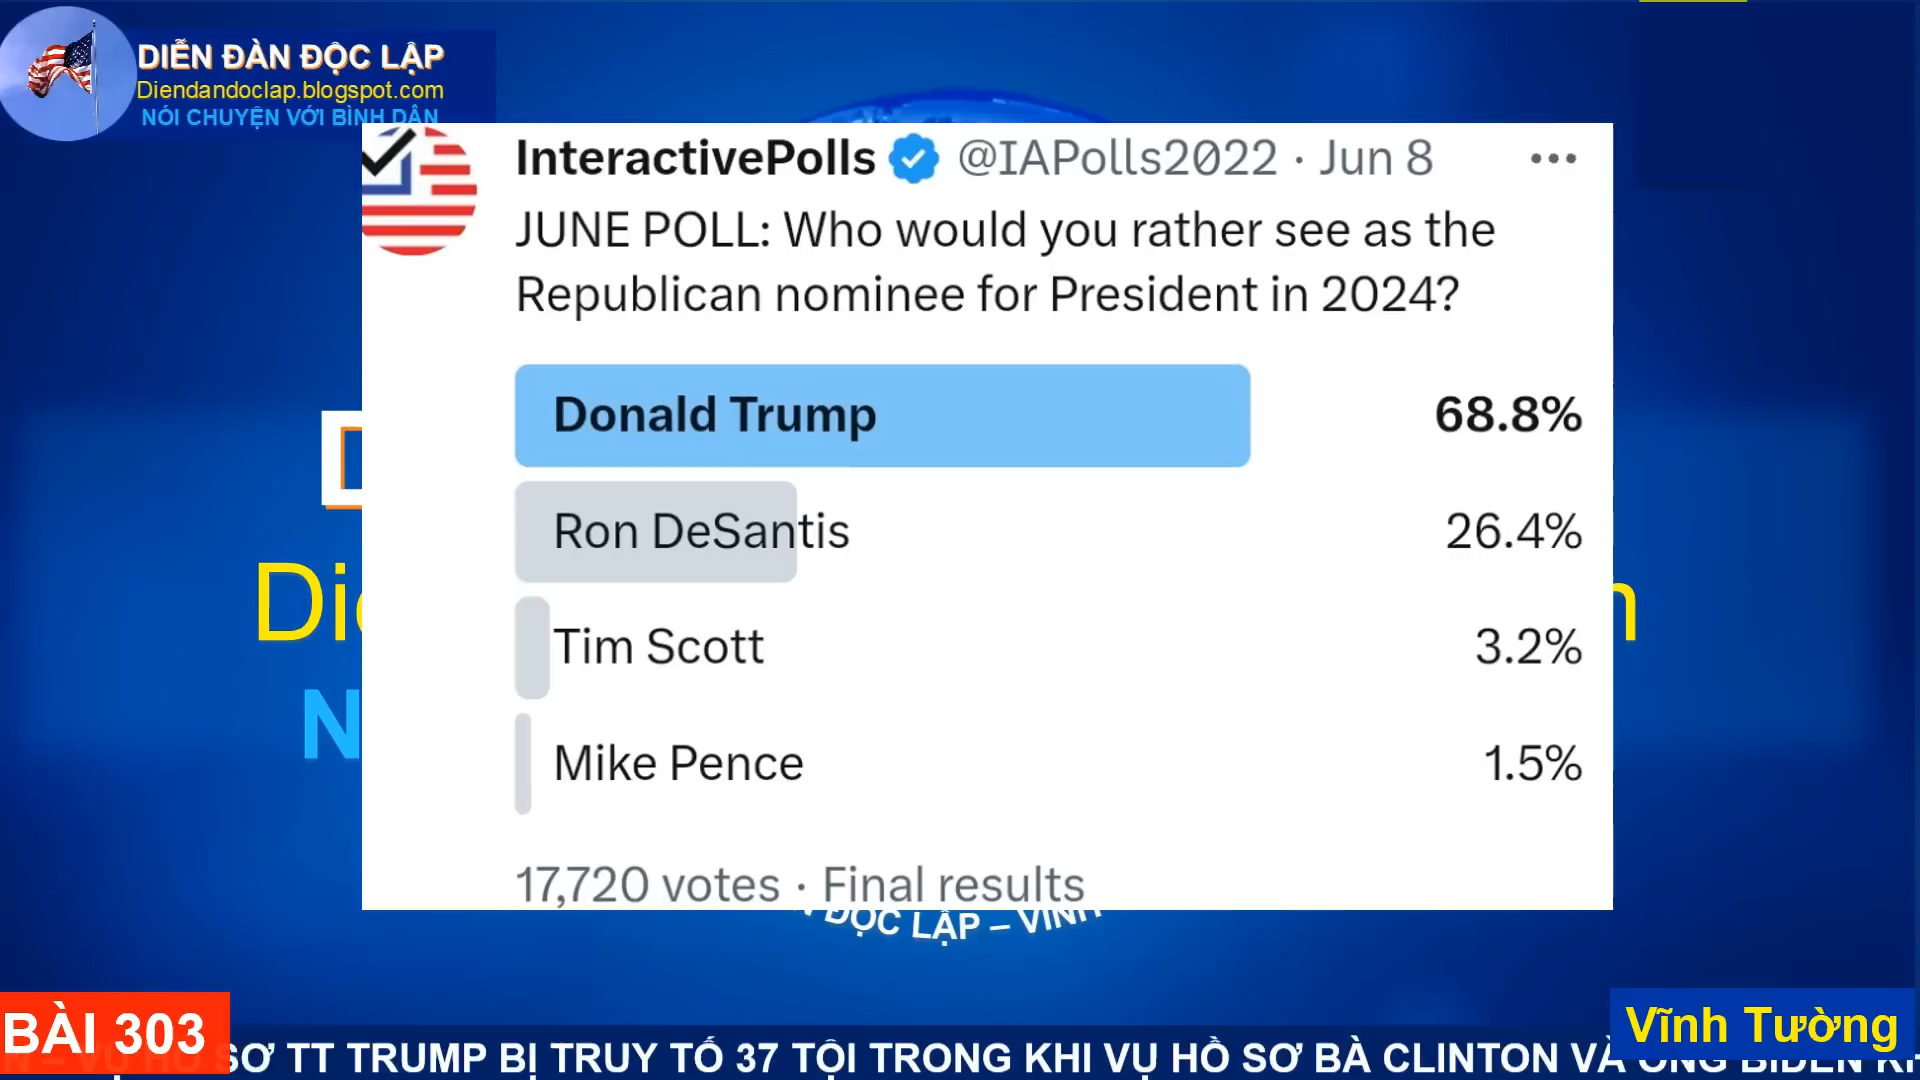 DIỄN ĐÀN ĐỘC LẬP
Diendandoclap.blogspot.com
NÓI CHUYỆN VỚI BÌNH DÂN
InteractivePolls @IAPolls2022 · Jun 8
JUNE POLL: Who would you rather see as the
Republican nominee for President in 2024?
Donald Trump 68.8%
Ron DeSantis 26.4%
Tim Scott 3.2%
Mike Pence 1.5%
17,720 votes · Final results
ĐỘC LẬP – VĨNH
BÀI 303
Vĩnh Tường
SƠ TT TRUMP BỊ TRUY TỐ 37 TỘI TRONG KHI VỤ HỒ SƠ BÀ CLINTON VÀ ÔNG BIDEN